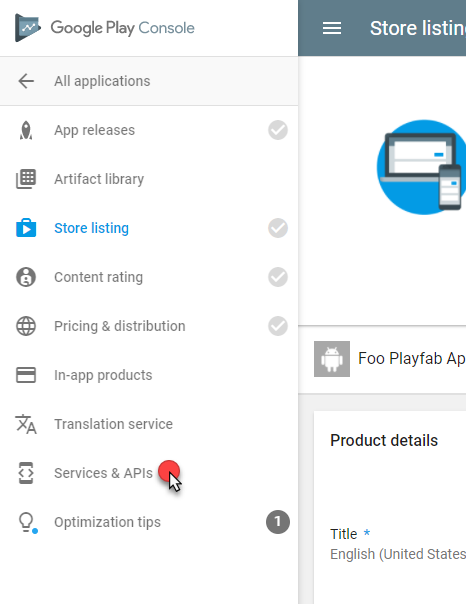 Google Play Console
Store listin
All applications
App releases
Artifact library
Store listing
Content rating
Pricing & distribution
In-app products
Foo Playfab Ap
Translation service
Product details
Services & APIs
Optimization tips
1
Title *
English (United States